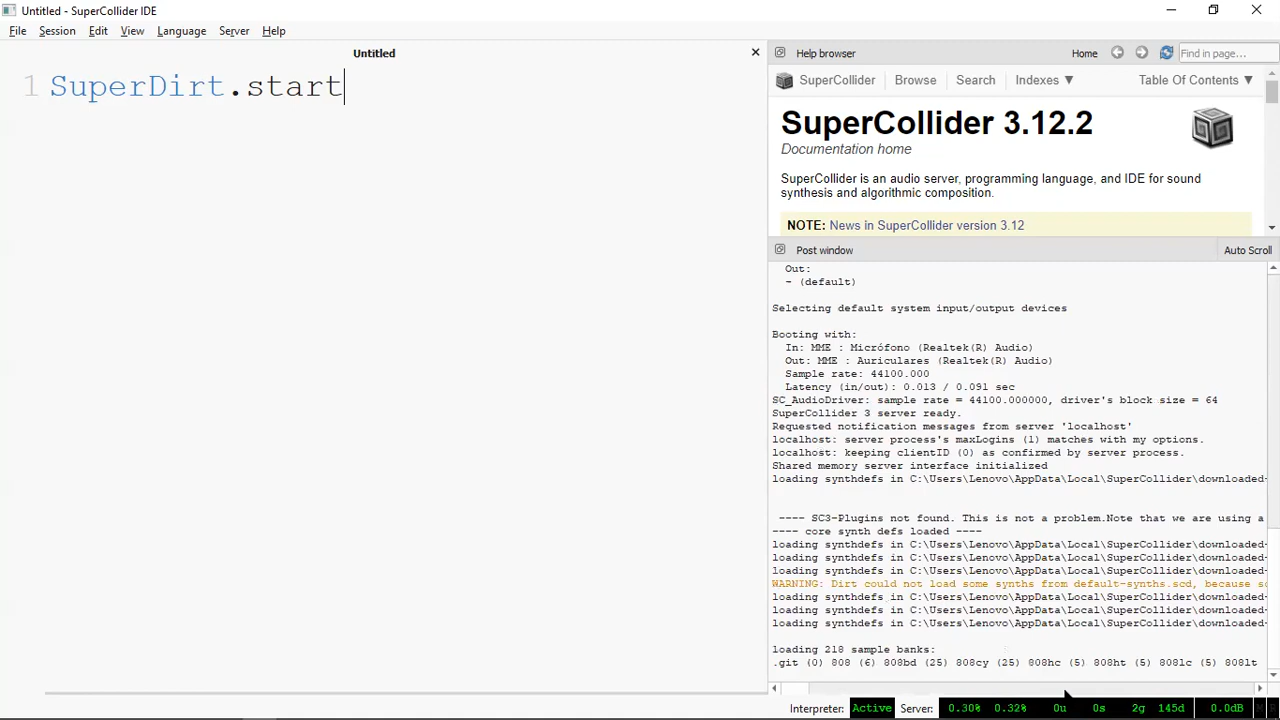 Untitled - SuperCollider IDE
File Session Edit View Language Server Help
Untitled
1 SuperDirt.start
Help browser
Home
Find in page...
SuperCollider Browse Search Indexes ▼ Table Of Contents ▼
SuperCollider 3.12.2
Documentation home
SuperCollider is an audio server, programming language, and IDE for sound
synthesis and algorithmic composition.
NOTE: News in SuperCollider version 3.12
Post window
Auto Scroll
Out:
- (default)
Selecting default system input/output devices
Booting with:
In: MME : Micrófono (Realtek(R) Audio)
Out: MME : Auriculares (Realtek(R) Audio)
Sample rate: 44100.000
Latency (in/out): 0.013 / 0.091 sec
SC_AudioDriver: sample rate = 44100.000000, driver's block size = 64
SuperCollider 3 server ready.
Requested notification messages from server 'localhost'
localhost: server process's maxLogins (1) matches with my options.
localhost: keeping clientID (0) as confirmed by server process.
Shared memory server interface initialized
loading synthdefs in C:\Users\Lenovo\AppData\Local\SuperCollider\downloaded-
---- SC3-Plugins not found. This is not a problem.Note that we are using a
---- core synth defs loaded ----
loading synthdefs in C:\Users\Lenovo\AppData\Local\SuperCollider\downloaded-
loading synthdefs in C:\Users\Lenovo\AppData\Local\SuperCollider\downloaded-
loading synthdefs in C:\Users\Lenovo\AppData\Local\SuperCollider\downloaded-
WARNING: Dirt could not load some synths from default-synths.scd, because
loading synthdefs in C:\Users\Lenovo\AppData\Local\SuperCollider\downloaded-
loading synthdefs in C:\Users\Lenovo\AppData\Local\SuperCollider\downloaded-
loading synthdefs in C:\Users\Lenovo\AppData\Local\SuperCollider\downloaded-
loading 218 sample banks:
.git (0) 808 (6) 808bd (25) 808cy (25) 808hc (5) 808ht (5) 808lc (5) 808lt
Interpreter: Active Server: 0.30% 0.32% 0u 0s 2g 145d 0.0dB M R